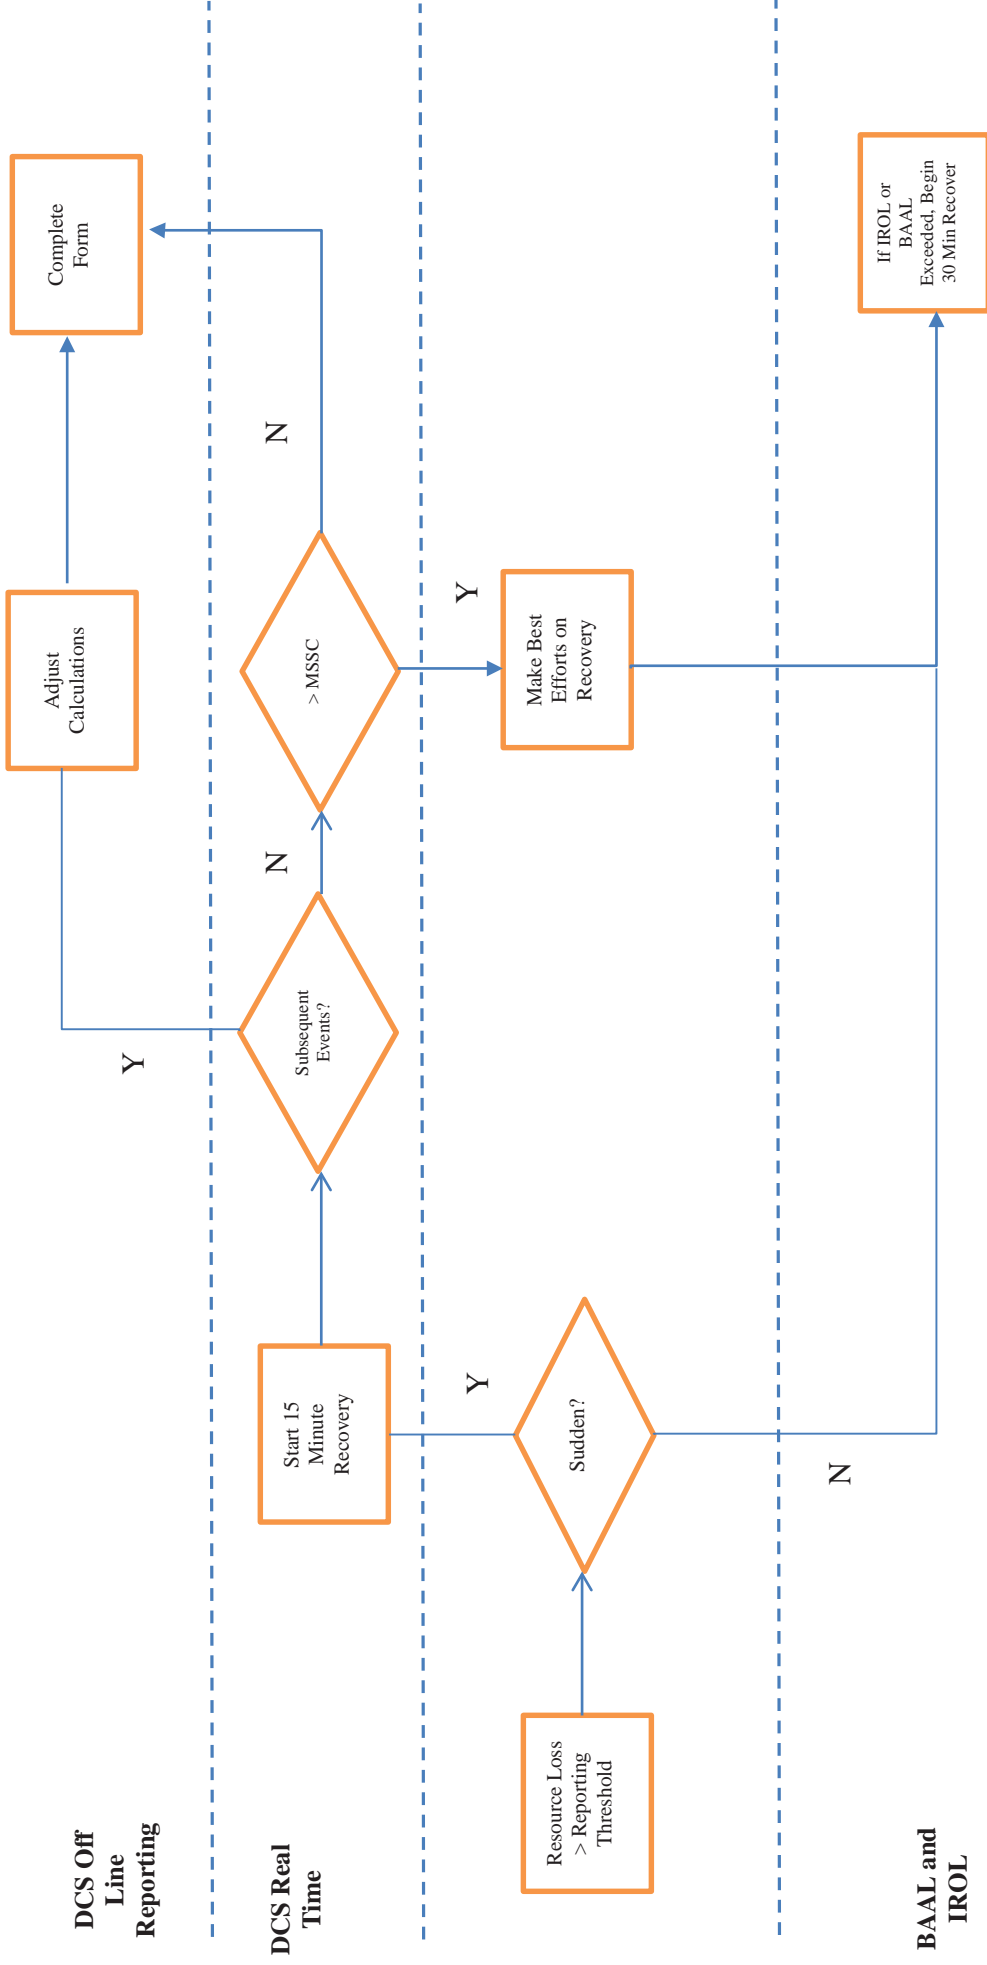 DCS Off
Line
Reporting
Adjust
Calculations
Complete
Form
Y
DCS Real
Time
Start 15
Minute
Recovery
Subsequent
Events?
N
> MSSC
N
Y
Y
Resource Loss
> Reporting
Threshold
Sudden?
Make Best
Efforts on
Recovery
N
BAAL and
IROL
If IROL or
BAAL
Exceeded, Begin
30 Min Recover